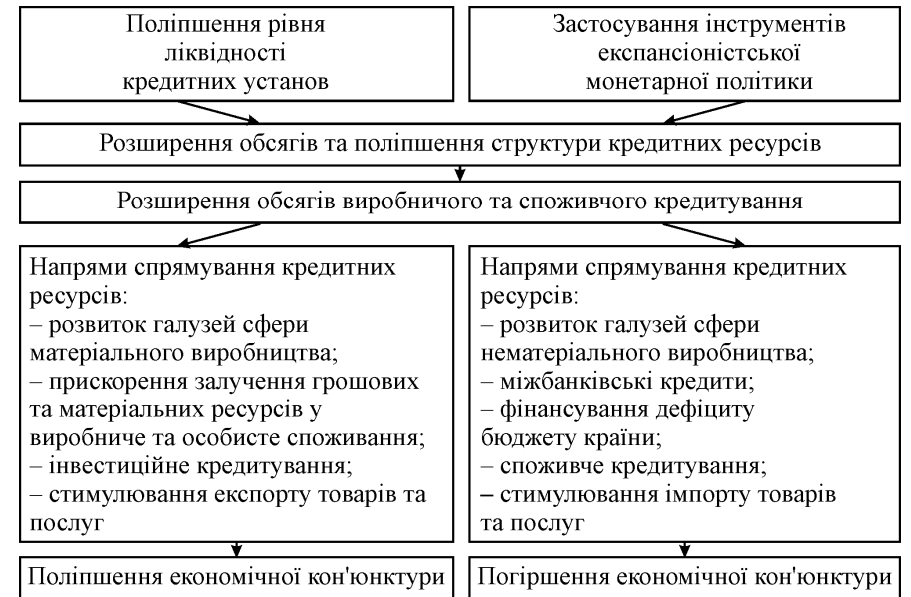 Поліпшення рівня
ліквідності
кредитних установ
Застосування інструментів
експансіоністської
монетарної політики
Розширення обсягів та поліпшення структури кредитних ресурсів
Розширення обсягів виробничого та споживчого кредитування
Напрями спрямування кредитних
ресурсів:
– розвиток галузей сфери
матеріального виробництва;
– прискорення залучення грошових
та матеріальних ресурсів у
виробниче та особисте споживання;
– інвестиційне кредитування;
– стимулювання експорту товарів та
послуг
Напрями спрямування кредитних
ресурсів:
– розвиток галузей сфери
нематеріального виробництва;
– міжбанківські кредити;
– фінансування дефіциту
бюджету країни;
– споживче кредитування;
– стимулювання імпорту товарів
та послуг
Поліпшення економічної кон'юнктури
Погіршення економічної кон'юнктури